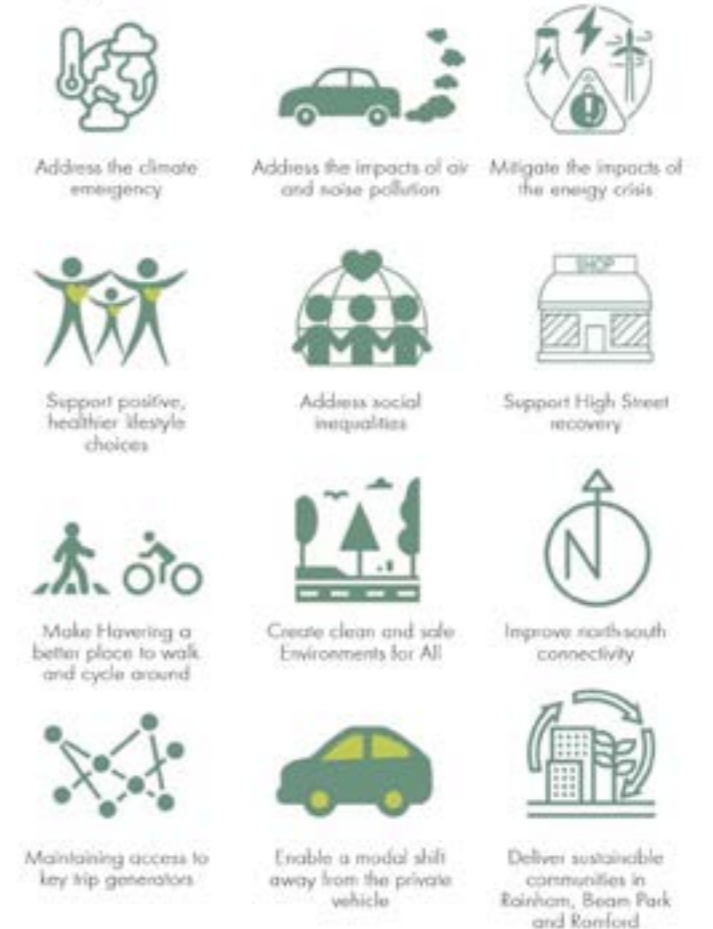 Address the climate
emergency
Address the impacts of air
and noise pollution
Mitigate the impacts of
the energy crisis
SHOP
Support positive,
healthier lifestyle
choices
Address social
inequalities
Support High Street
recovery
N
Make Havering a
better place to walk
and cycle around
Create clean and safe
Environments for All
Improve north-south
connectivity
Maintaining access to
key trip generators
Enable a modal shift
away from the private
vehicle
Deliver sustainable
communities in
Rainham, Beam Park
and Romford